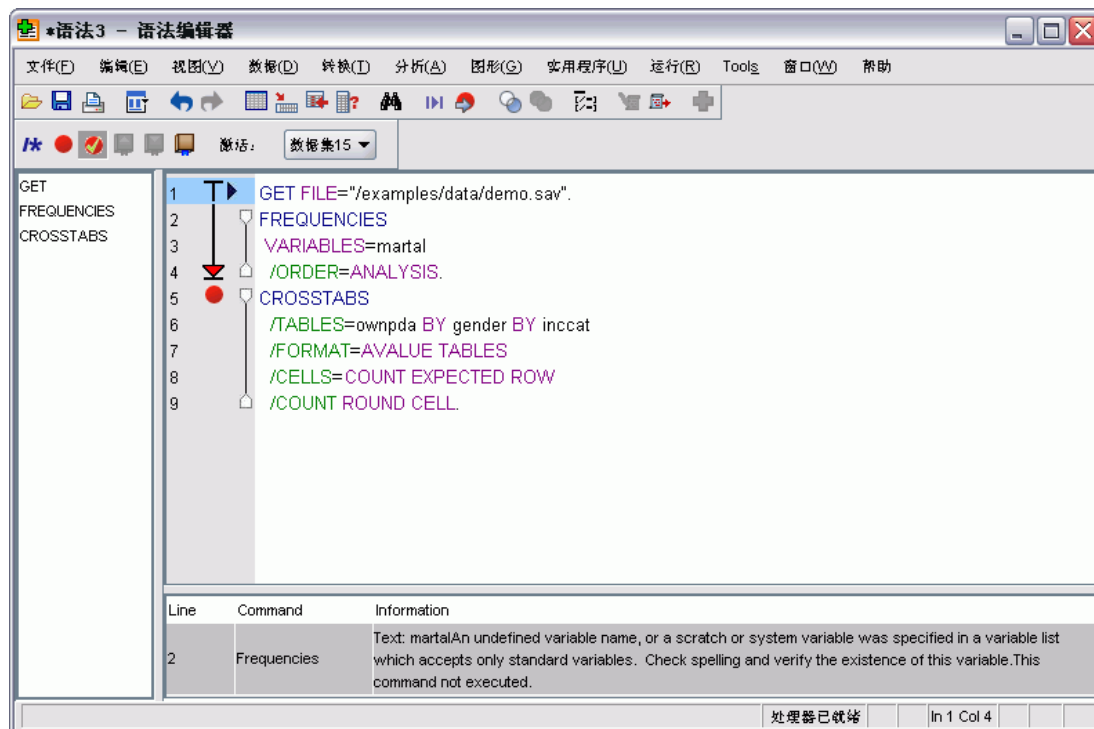 *语法3 - 语法编辑器
文件(F) 编辑(E) 视图(V) 数据(D) 转换(T) 分析(A) 图形(G) 实用程序(U) 运行(R) Tools 窗口(W) 帮助
激活: 数据集15
GET
FREQUENCIES
CROSSTABS
1 GET FILE="/examples/data/demo.sav".
2 FREQUENCIES
3 VARIABLES=martal
4 /ORDER=ANALYSIS.
5 CROSSTABS
6 /TABLES=ownpda BY gender BY inccat
7 /FORMAT=AVALUE TABLES
8 /CELLS=COUNT EXPECTED ROW
9 /COUNT ROUND CELL.
Line Command Information
2 Frequencies Text: martalAn undefined variable name, or a scratch or system variable was specified in a variable list
which accepts only standard variables. Check spelling and verify the existence of this variable.This
command not executed.
处理器已就绪 In 1 Col 4